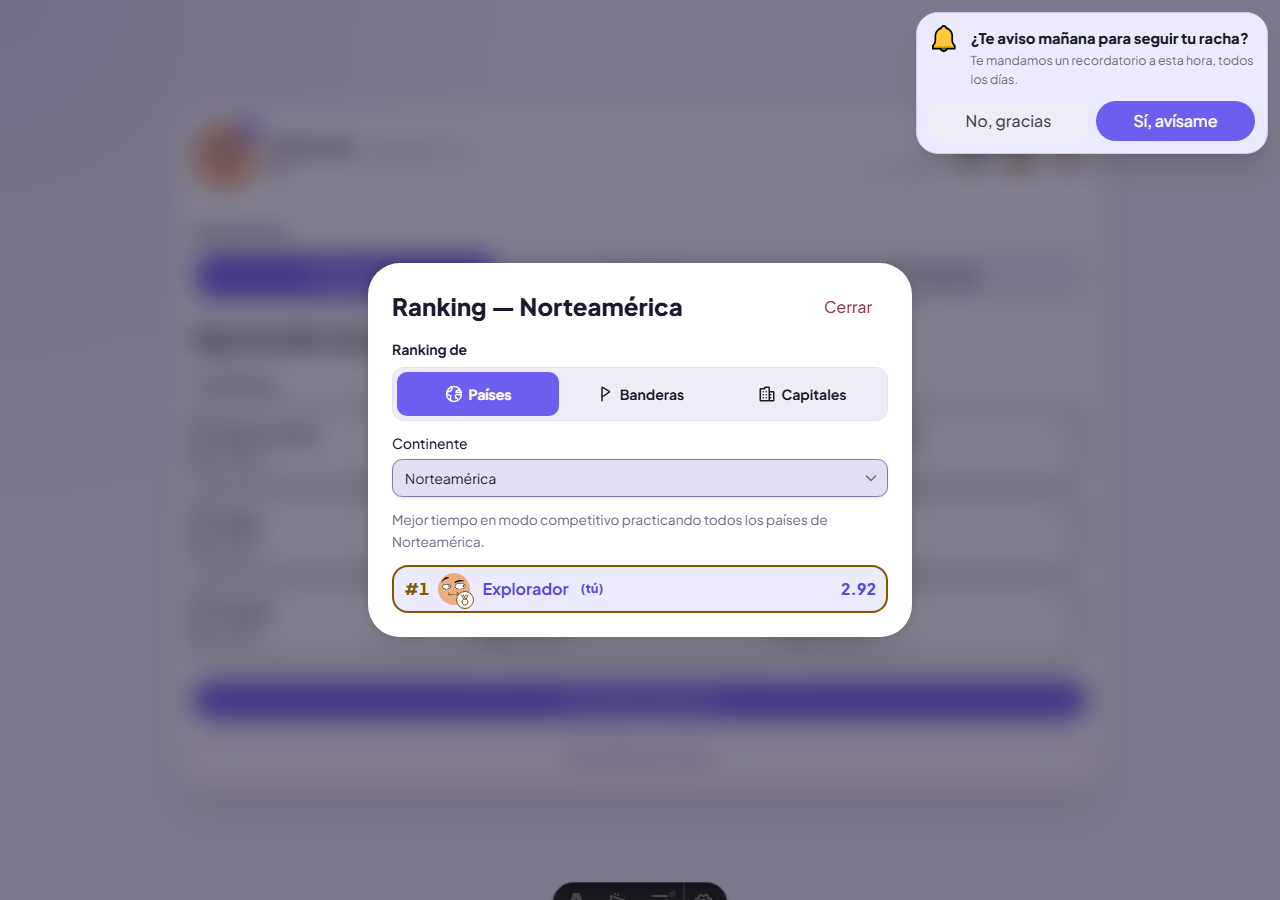 ¿Te aviso mañana para seguir tu racha?
Te mandamos un recordatorio a esta hora, todos
los días.
No, gracias
Sí, avísame
Ranking — Norteamérica
Cerrar
Ranking de
Países
Banderas
Capitales
Continente
Norteamérica
Mejor tiempo en modo competitivo practicando todos los países de
Norteamérica.
#1 Explorador (tú) 2.92